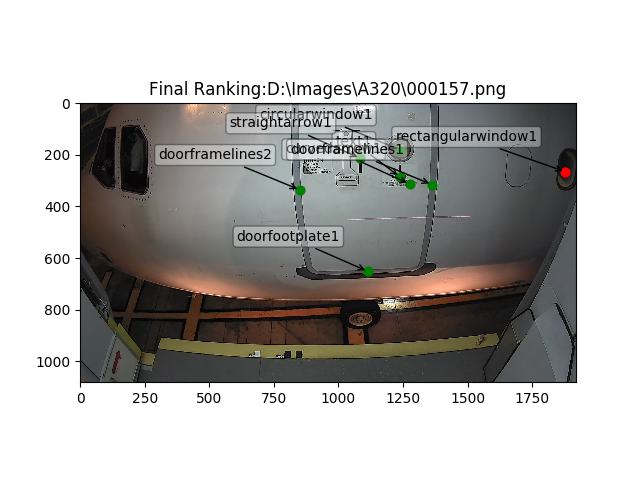 Final Ranking:D:\Images\A320\000157.png
circularwindow1
straightarrow1
rectangularwindow1
doorframelines1
doorframelines2
doorfootplate1
0
200
400
600
800
1000
0 250 500 750 1000 1250 1500 1750